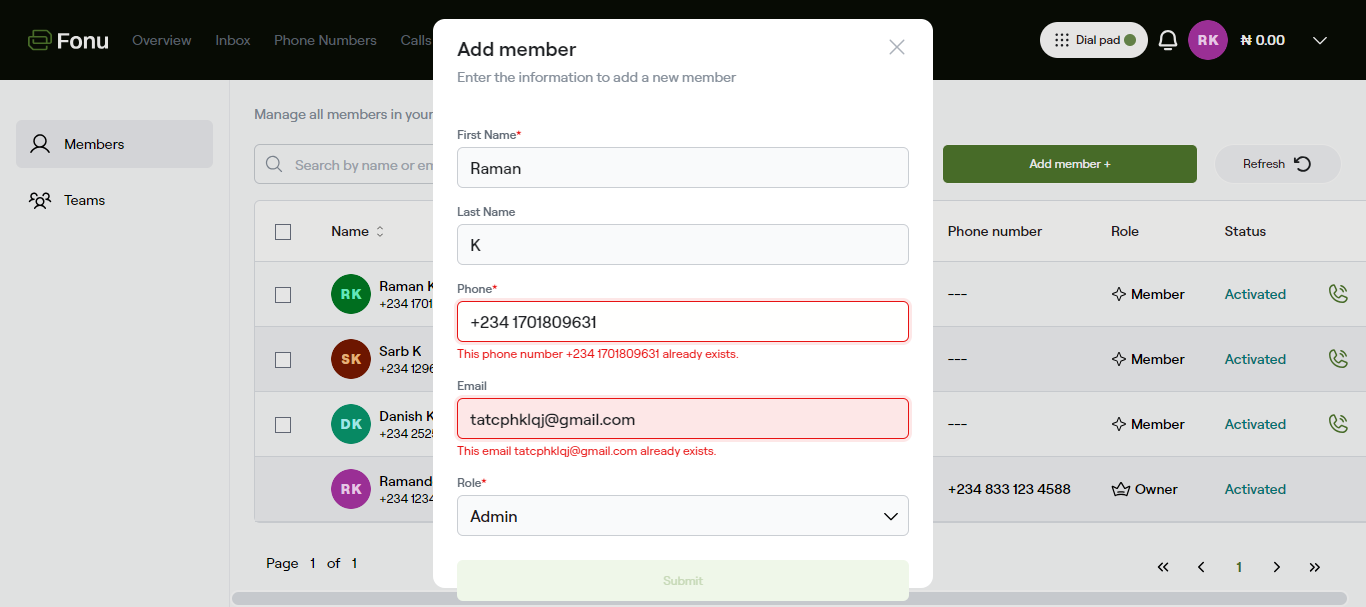 Fonu
Overview Inbox Phone Numbers Calls
Dial pad
RK
₦ 0.00
Members
Teams
Manage all members in your
Search by name or em
Add member +
Refresh
Name
Phone number
Role
Status
RK
Raman K
+234 1701
---
Member
Activated
SK
Sarb K
+234 1296
---
Member
Activated
DK
Danish K
+234 2525
---
Member
Activated
RK
Ramand
+234 1234
+234 833 123 4588
Owner
Activated
Page 1 of 1
« ‹ 1 › »
Add member
Enter the information to add a new member
First Name*
Raman
Last Name
K
Phone*
+234 1701809631
This phone number +234 1701809631 already exists.
Email
tatcphklqj@gmail.com
This email tatcphklqj@gmail.com already exists.
Role*
Admin
Submit